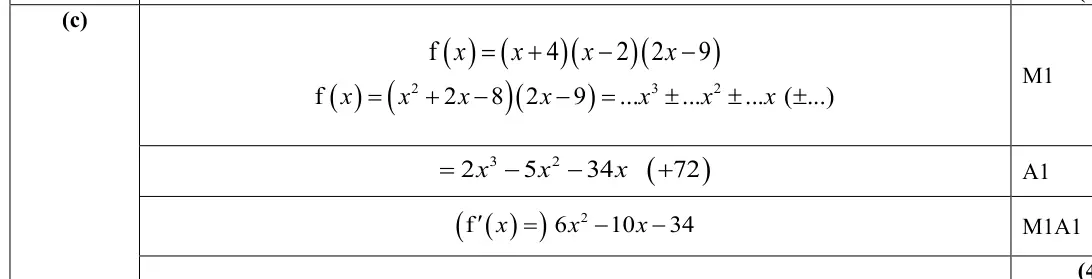 (c)
f(x)=(x+4)(x−2)(2x−9)
f(x)=(x²+2x−8)(2x−9)=...x³±...x²±...x (±...)
M1
=2x³−5x²−34x (+72)
A1
(f′(x)=) 6x²−10x−34
M1A1